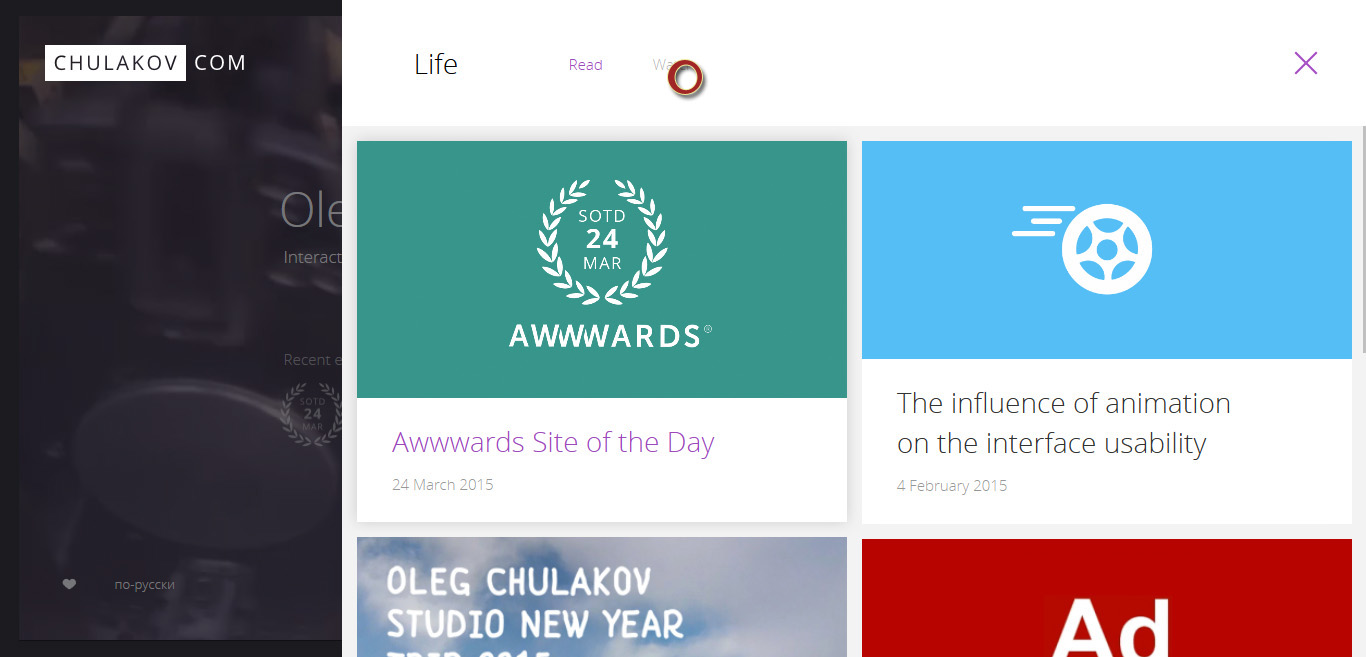 CHULAKOV COM
Life
Read
Ole
Interact
Recent e
SOTD
24
MAR
по-русски
SOTD
24
MAR
AWWWARDS®
Awwwards Site of the Day
24 March 2015
The influence of animation
on the interface usability
4 February 2015
OLEG CHULAKOV
STUDIO NEW YEAR
TRIP 2015
Ad